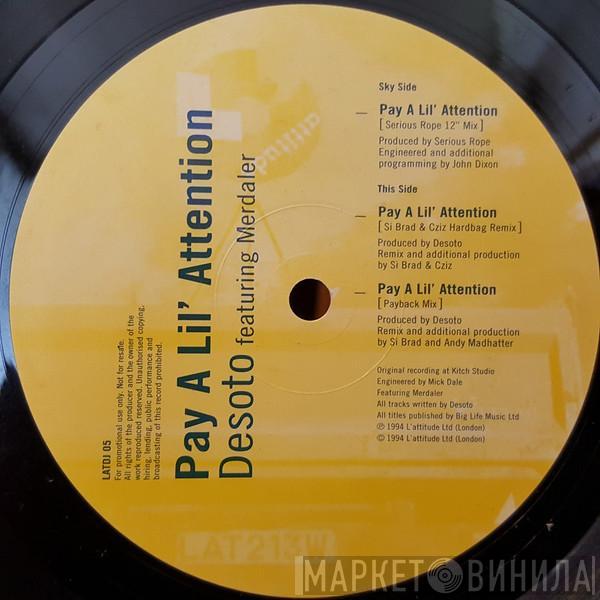 Sky Side
Pay A Lil' Attention
[ Serious Rope 12" Mix ]
Produced by Serious Rope
Engineered and additional
programming by John Dixon
This Side
Pay A Lil' Attention
[ Si Brad & Cziz Hardbag Remix ]
Produced by Desoto
Remix and additional production
by Si Brad & Cziz
Pay A Lil' Attention
[ Payback Mix ]
Produced by Desoto
Remix and additional production
by Si Brad and Andy Madhatter
Original recording at Kitch Studio
Engineered by Mick Dale
Featuring Merdaler
All tracks written by Desoto
All titles published by Big Life Music Ltd
℗ 1994 L'attitude Ltd (London)
© 1994 L'attitude Ltd (London)
Pay A Lil' Attention
Desoto featuring Merdaler
LATDJ 05
For promotional use only. Not for resale.
All rights of the producer and the owner of the
work reproduced reserved. Unauthorised copying,
hiring, lending, public performance and
broadcasting of this record prohibited.
LAT213W
МАРКЕТ ВИНИЛА